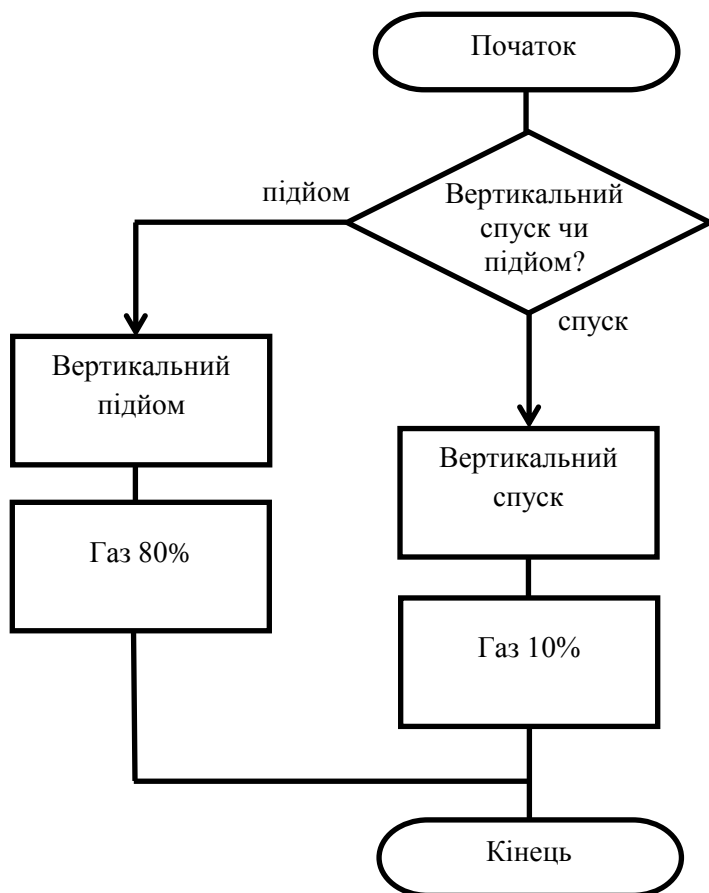 Початок
підйом
Вертикальний
спуск чи
підйом?
спуск
Вертикальний
підйом
Вертикальний
спуск
Газ 80%
Газ 10%
Кінець